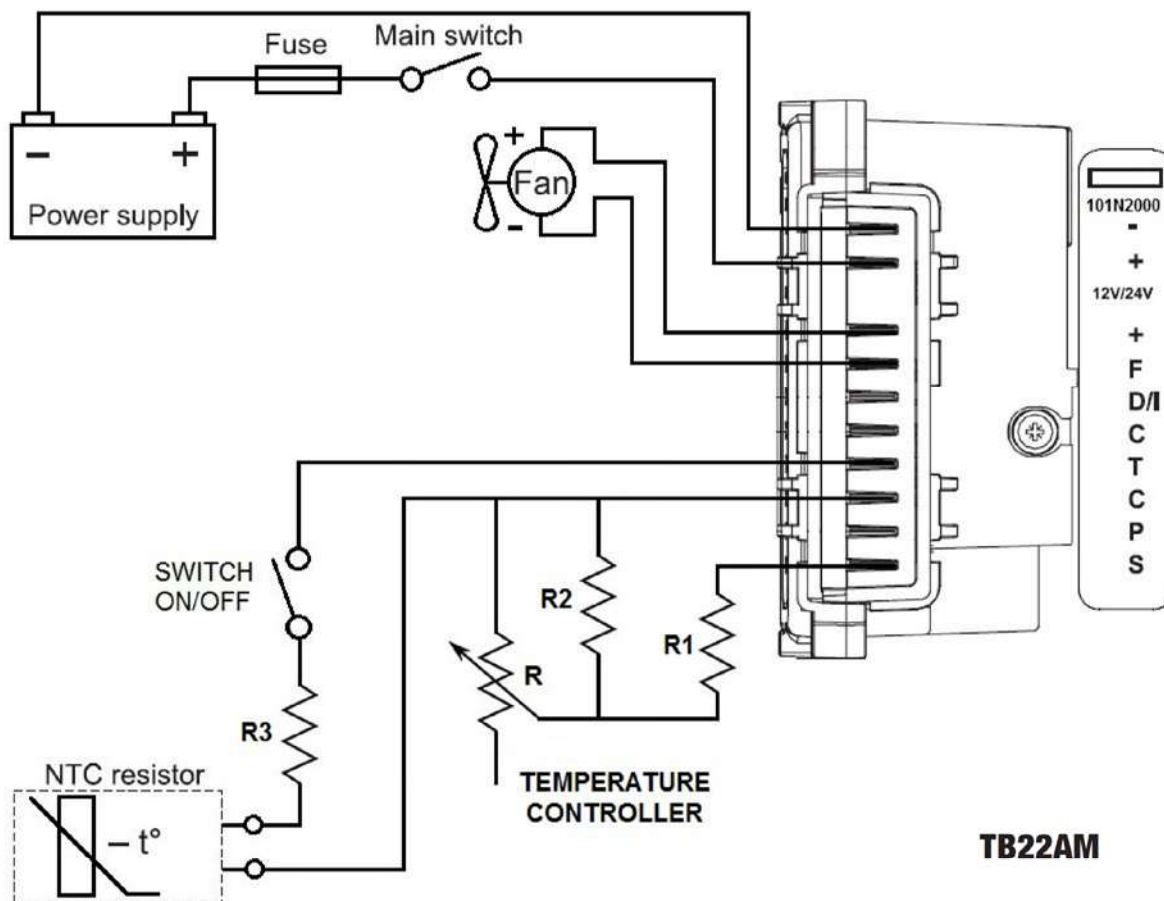 Fuse
Main switch
-
+
Power supply
+
Fan
-
101N2000
-
+
12V/24V
+
F
D/I
C
T
C
P
S
SWITCH
ON/OFF
R3
R
R2
R1
NTC resistor
– t°
TEMPERATURE
CONTROLLER
TB22AM